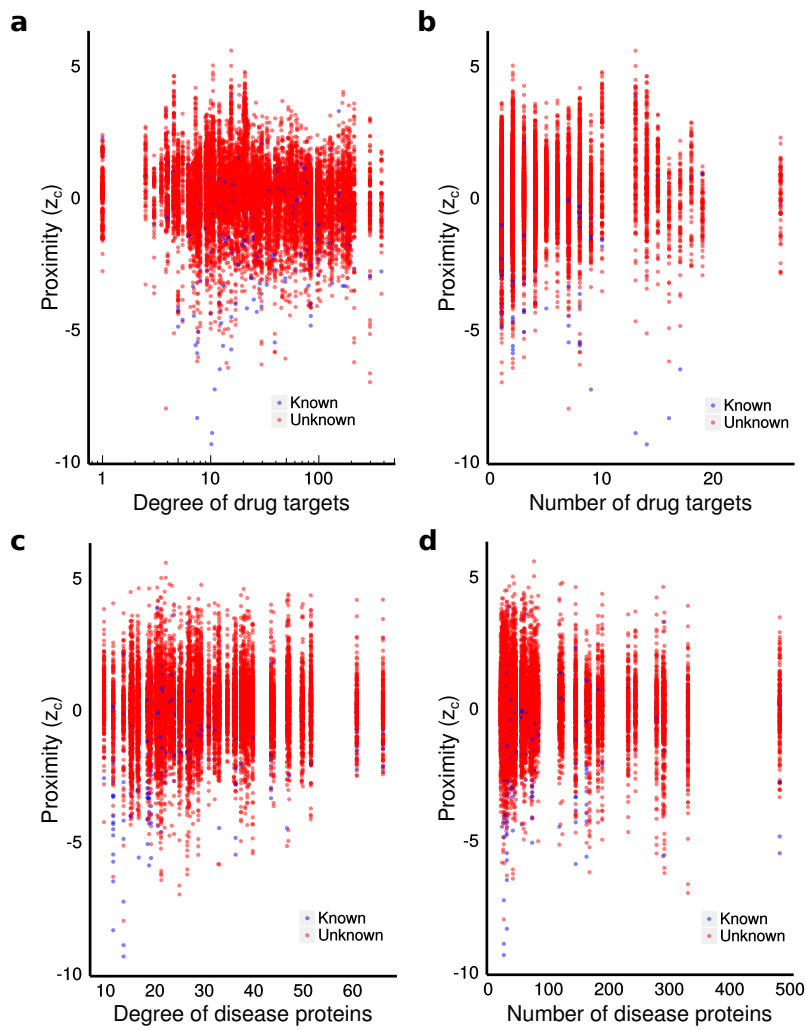 a
5
0
-5
-10
Proximity (zc)
1 10 100
Degree of drug targets
Known
Unknown
b
5
0
-5
-10
Proximity (zc)
0 10 20
Number of drug targets
Known
Unknown
c
5
0
-5
-10
Proximity (zc)
10 20 30 40 50 60
Degree of disease proteins
Known
Unknown
d
5
0
-5
-10
Proximity (zc)
0 100 200 300 400 500
Number of disease proteins
Known
Unknown